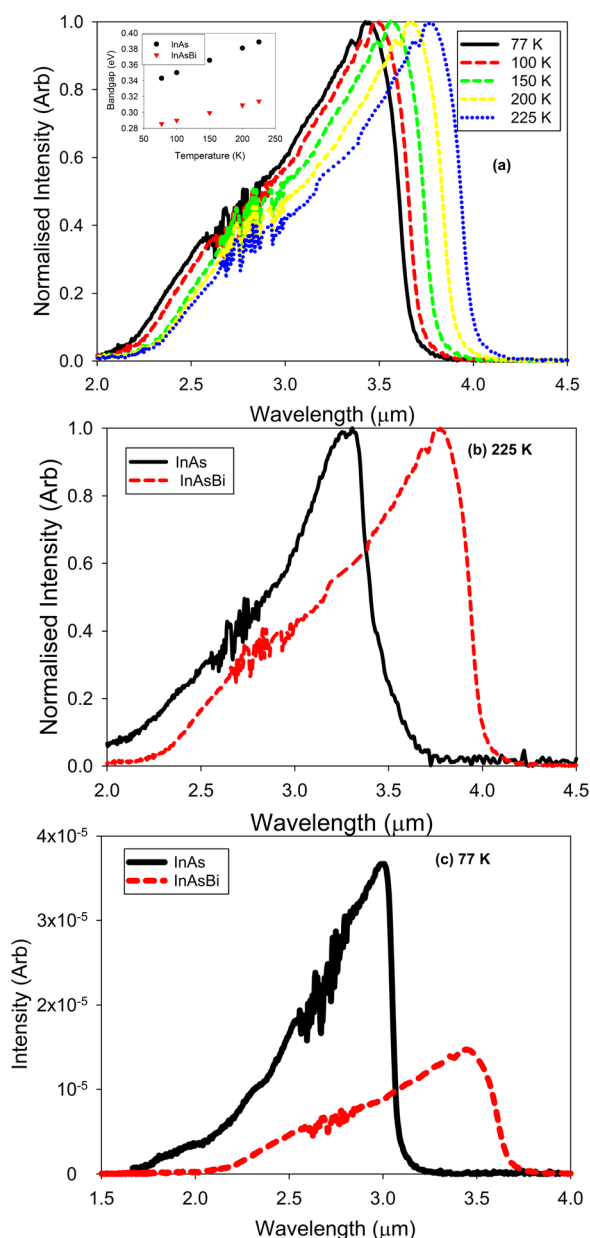 1.0
0.8
0.6
0.4
0.2
0.0
Normalised Intensity (Arb)
2.0 2.5 3.0 3.5 4.0 4.5
Wavelength (μm)
0.40
0.36
0.34
0.32
0.30
0.28
Bandgap (eV)
InAs
InAsBi
50 100 150 200 250
Temperature (K)
77 K
100 K
150 K
200 K
225 K
(a)
1.0
0.8
0.6
0.4
0.2
0.0
Normalised Intensity (Arb)
InAs
InAsBi
(b) 225 K
2.0 2.5 3.0 3.5 4.0 4.5
Wavelength (μm)
4x10-5
3x10-5
2x10-5
1x10-5
0
Intensity (Arb)
InAs
InAsBi
(c) 77 K
1.5 2.0 2.5 3.0 3.5 4.0
Wavelength (μm)